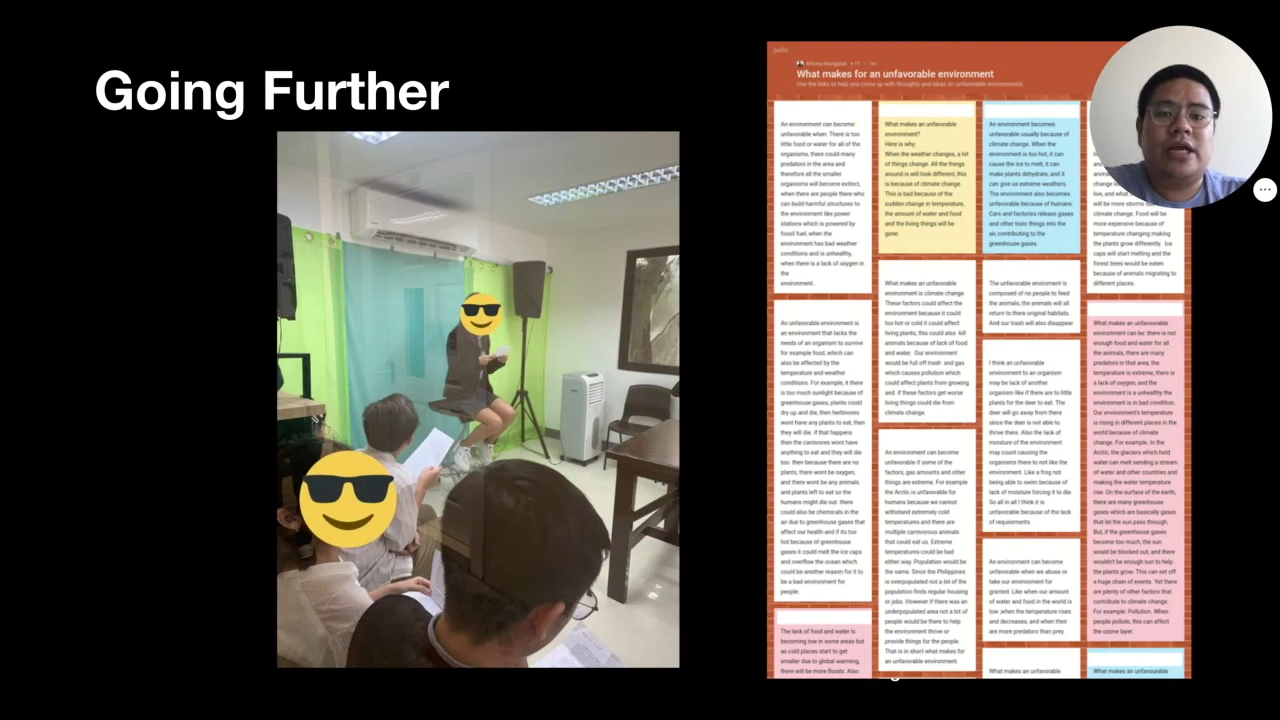 Going Further
padlet
Alfonso Mangubat
What makes for an unfavorable environment
Use the links to help you come up with thoughts and ideas on unfavorable environments.
An environment can become
unfavorable when: There is too
little food or water for all of the
organisms, there could many
predators in the area and
therefore all the smaller
organisms will become extinct,
when there are people there who
can build harmful structures to
the environment like power
stations which is powered by
fossil fuel, when the
environment has bad weather
conditions and is unhealthy,
when there is a lack of oxygen in
the
environment .
An unfavorable environment is
an environment that lacks the
needs of an organism to survive
for example food, which can
also be affected by the
temperature and weather
conditions. For example, it there
is too much sunlight because of
greenhouse gases, plants could
dry up and die, then herbivores
wont have any plants to eat, then
they will die. if that happens
then the carnivores wont have
anything to eat and they will die
too. then because there are no
plants, there wont be oxygen,
and there wont be any animals
and plants left to eat so the
humans might die out. there
could also be chemicals in the
air due to greenhouse gases that
affect our health and if its too
hot because of greenhouse
gases it could melt the ice caps
and overflow the ocean which
could be another reason for it to
be a bad environment for
people.
The lack of food and water is
becoming low in some areas but
as cold places start to get
smaller due to global warming,
there will be more floods. Also
What makes an unfavorable
environment?
Here is why:
When the weather changes, a lot
of things change. All the things
around is will look different, this
is because of climate change.
This is bad because of the
sudden change in temperature,
the amount of water and food
and the living things will be
gone.
What makes an unfavorable
environment is climate change.
These factors could affect the
environment because it could
too hot or cold it could affect
living plants, this could also kill
animals because of lack of food
and water. Our environment
would be full off trash and gas
which causes pollution which
could affect plants from growing
and if these factors get worse
living things could die from
climate change.
An environment can become
unfavorable if some of the
factors, gas amounts and other
things are extreme. For example
the Arctic is unfavorable for
humans because we cannot
withstand extremely cold
temperatures and there are
multiple carnivorous animals
that could eat us. Extreme
temperatures could be bad
either way. Population would be
the same. Since the Philippines
is overpopulated not a lot of the
population finds regular housing
or jobs. However if there was an
underpopulated area not a lot of
people would be there to help
the environment thrive or
provide things for the people.
That is in short what makes for
an unfavorable environment.
An environment becomes
unfavorable usually because of
climate change. When the
environment is too hot, it can
cause the ice to melt, it can
make plants dehydrate, and it
can give us extreme weathers.
The environment also becomes
unfavorable because of humans.
Cars and factories release gases
and other toxic things into the
air, contributing to the
greenhouse gases.
The unfavorable enviroment is
composed of no people to feed
the animals, the animals will all
return to there original habitats.
And our trash will also disappear
I think an unfavorable
environment to an organism
may be lack of another
organism like if there are to little
plants for the deer to eat. The
deer will go away from there
since the deer is not able to
thrive there. Also the lack of
moisture of the environment
may count causing the
organisms there to not like the
environment. Like a frog not
being able to swim because of
lack of moisture forcing it to die.
So all in all I think it is
unfavorable because of the lack
of requirements
An environment can become
unfavorable when we abuse or
take our environment for
granted. Like when our amount
of water and food in the world is
low ,when the temperature rises
and decreases, and when their
are more predators than prey.
What makes an unfavorable
live, and what
will be more storms
climate change. Food will be
more expensive because of
temperature changing making
the plants grow differently. Ice
caps will start melting and the
forest trees would be eaten
because of animals migrating to
different places.
What makes an unfavourable
environment can be: there is not
enough food and water for all
the animals, there are many
predators in that area, the
temperature is extreme, there is
a lack of oxygen, and the
environment is a unhealthy the
environment is in bad condition.
Our environment's temperature
is rising in different places in the
world because of climate
change. For example. In the
Arctic, the glaciers which hold
water can melt sending a stream
of water and other countries and
making the water temperature
rise. On the surface of the earth,
there are many greenhouse
gases which are basically gases
that let the sun pass through.
But, if the greenhouse gases
become too much, the sun
would be blocked out, and there
wouldn't be enough sun to help
the plants grow. This can set off
a huge chain of events. Yet there
are plenty of other factors that
contribute to climate change.
For example. Pollution. When
people pollute, this can affect
the ozone layer.
What makes an unfavourable